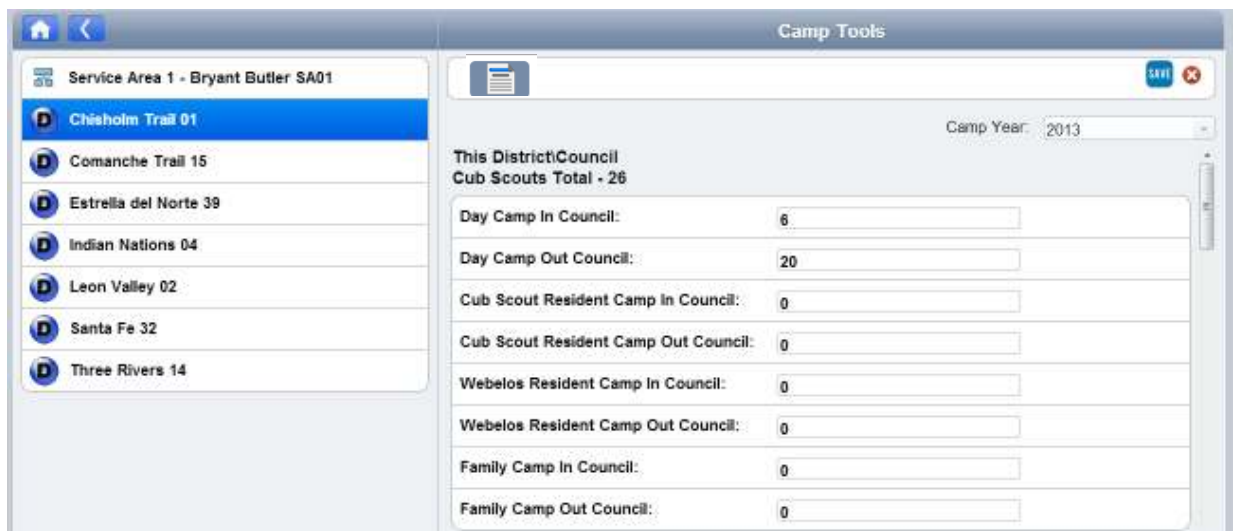 Camp Tools
Service Area 1 - Bryant Butler SA01
D Chisholm Trail 01
D Comanche Trail 15
D Estrella del Norte 39
D Indian Nations 04
D Leon Valley 02
D Santa Fe 32
D Three Rivers 14
SAVE
Camp Year: 2013
This District\Council
Cub Scouts Total - 26
Day Camp In Council: 6
Day Camp Out Council: 20
Cub Scout Resident Camp In Council: 0
Cub Scout Resident Camp Out Council: 0
Webelos Resident Camp In Council: 0
Webelos Resident Camp Out Council: 0
Family Camp In Council: 0
Family Camp Out Council: 0